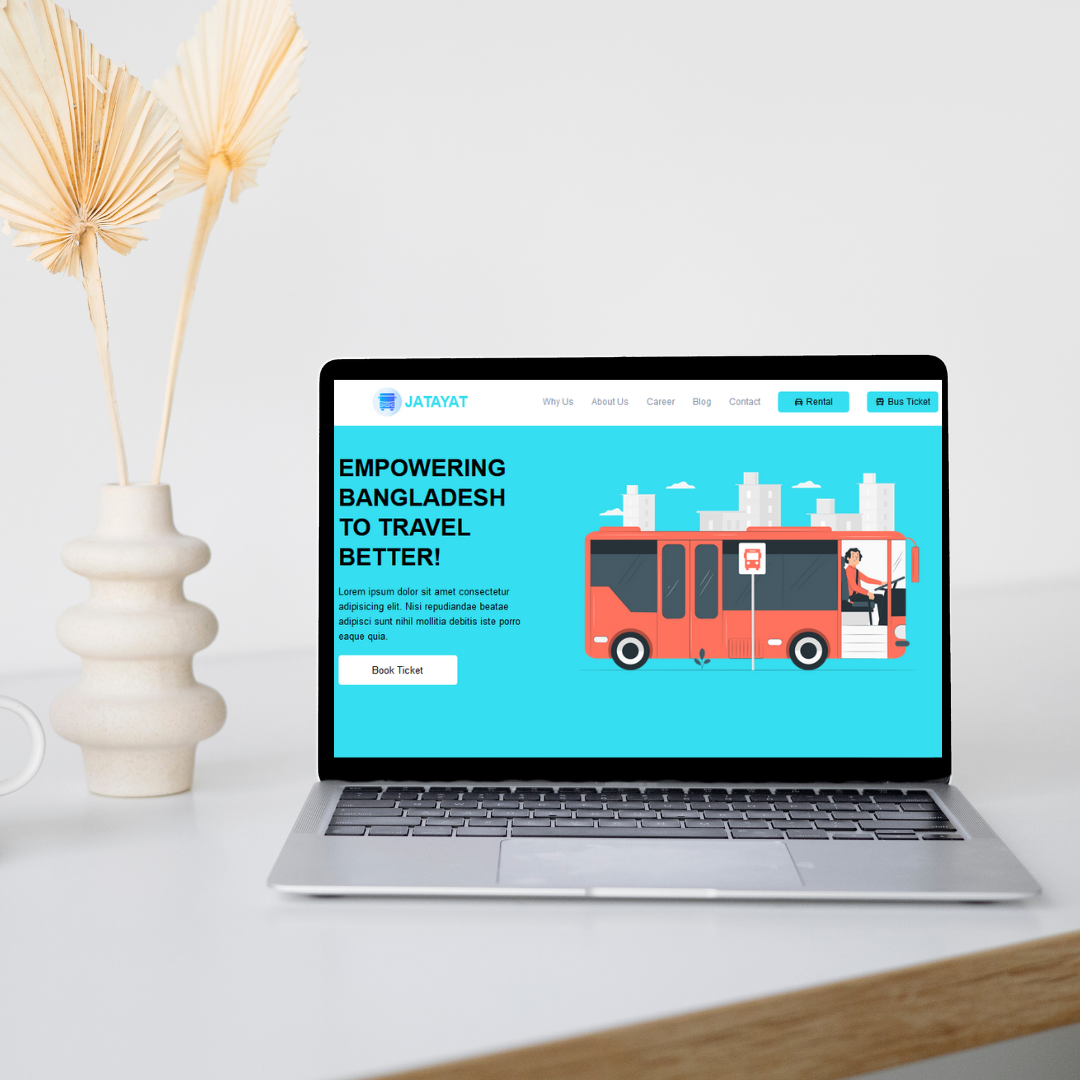 JATAYAT
Why Us About Us Career Blog Contact Rental Bus Ticket
EMPOWERING
BANGLADESH
TO TRAVEL
BETTER!
Lorem ipsum dolor sit amet consectetur
adipisicing elit. Nisi repudiandae beatae
adipisci sunt nihil mollitia debitis iste porro
eaque quia.
Book Ticket